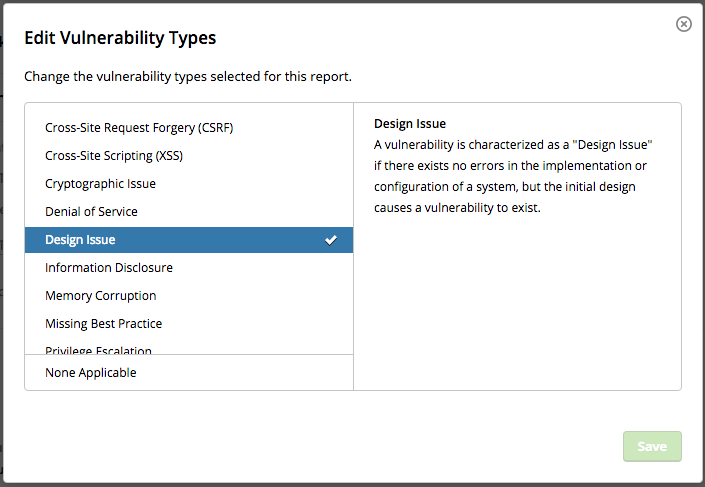 Edit Vulnerability Types
Change the vulnerability types selected for this report.
Cross-Site Request Forgery (CSRF)
Cross-Site Scripting (XSS)
Cryptographic Issue
Denial of Service
Design Issue
Information Disclosure
Memory Corruption
Missing Best Practice
Privilege Escalation
None Applicable
Design Issue
A vulnerability is characterized as a "Design Issue"
if there exists no errors in the implementation or
configuration of a system, but the initial design
causes a vulnerability to exist.
Save